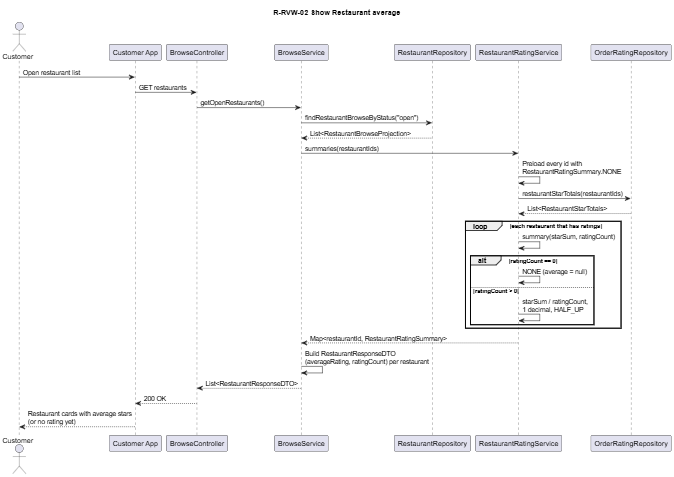 R-RVW-02 Show Restaurant average
Customer
Customer App
BrowseController
BrowseService
RestaurantRepository
RestaurantRatingService
OrderRatingRepository
Open restaurant list
GET restaurants
getOpenRestaurants()
findRestaurantBrowseByStatus("open")
List<RestaurantBrowseProjection>
summaries(restaurantIds)
Preload every id with
RestaurantRatingSummary.NONE
restaurantStarTotals(restaurantIds)
List<RestaurantStarTotals>
loop
[each restaurant that has ratings]
summary(starSum, ratingCount)
alt
[ratingCount == 0]
NONE (average = null)
[ratingCount > 0]
starSum / ratingCount,
1 decimal, HALF_UP
Map<restaurantId, RestaurantRatingSummary>
Build RestaurantResponseDTO
(averageRating, ratingCount) per restaurant
List<RestaurantResponseDTO>
200 OK
Restaurant cards with average stars
(or no rating yet)
Customer
Customer App
BrowseController
BrowseService
RestaurantRepository
RestaurantRatingService
OrderRatingRepository